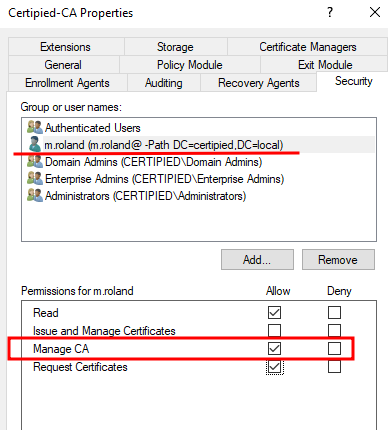 Certipied-CA Properties ? ×
Extensions Storage Certificate Managers
General Policy Module Exit Module
Enrollment Agents Auditing Recovery Agents Security
Group or user names:
Authenticated Users
m.roland (m.roland@ -Path DC=certipied,DC=local)
Domain Admins (CERTIPIED\Domain Admins)
Enterprise Admins (CERTIPIED\Enterprise Admins)
Administrators (CERTIPIED\Administrators)
Add... Remove
Permissions for m.roland Allow Deny
Read
Issue and Manage Certificates
Manage CA
Request Certificates